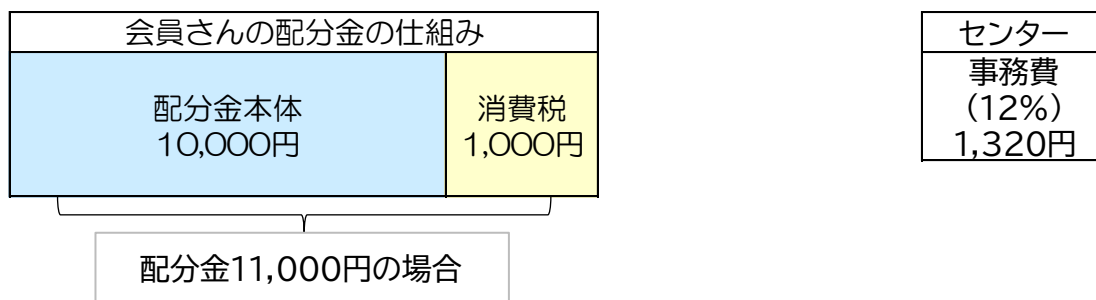 会員さんの配分金の仕組み
配分金本体
10,000円
消費税
1,000円
配分金11,000円の場合
センター
事務費
(12%)
1,320円